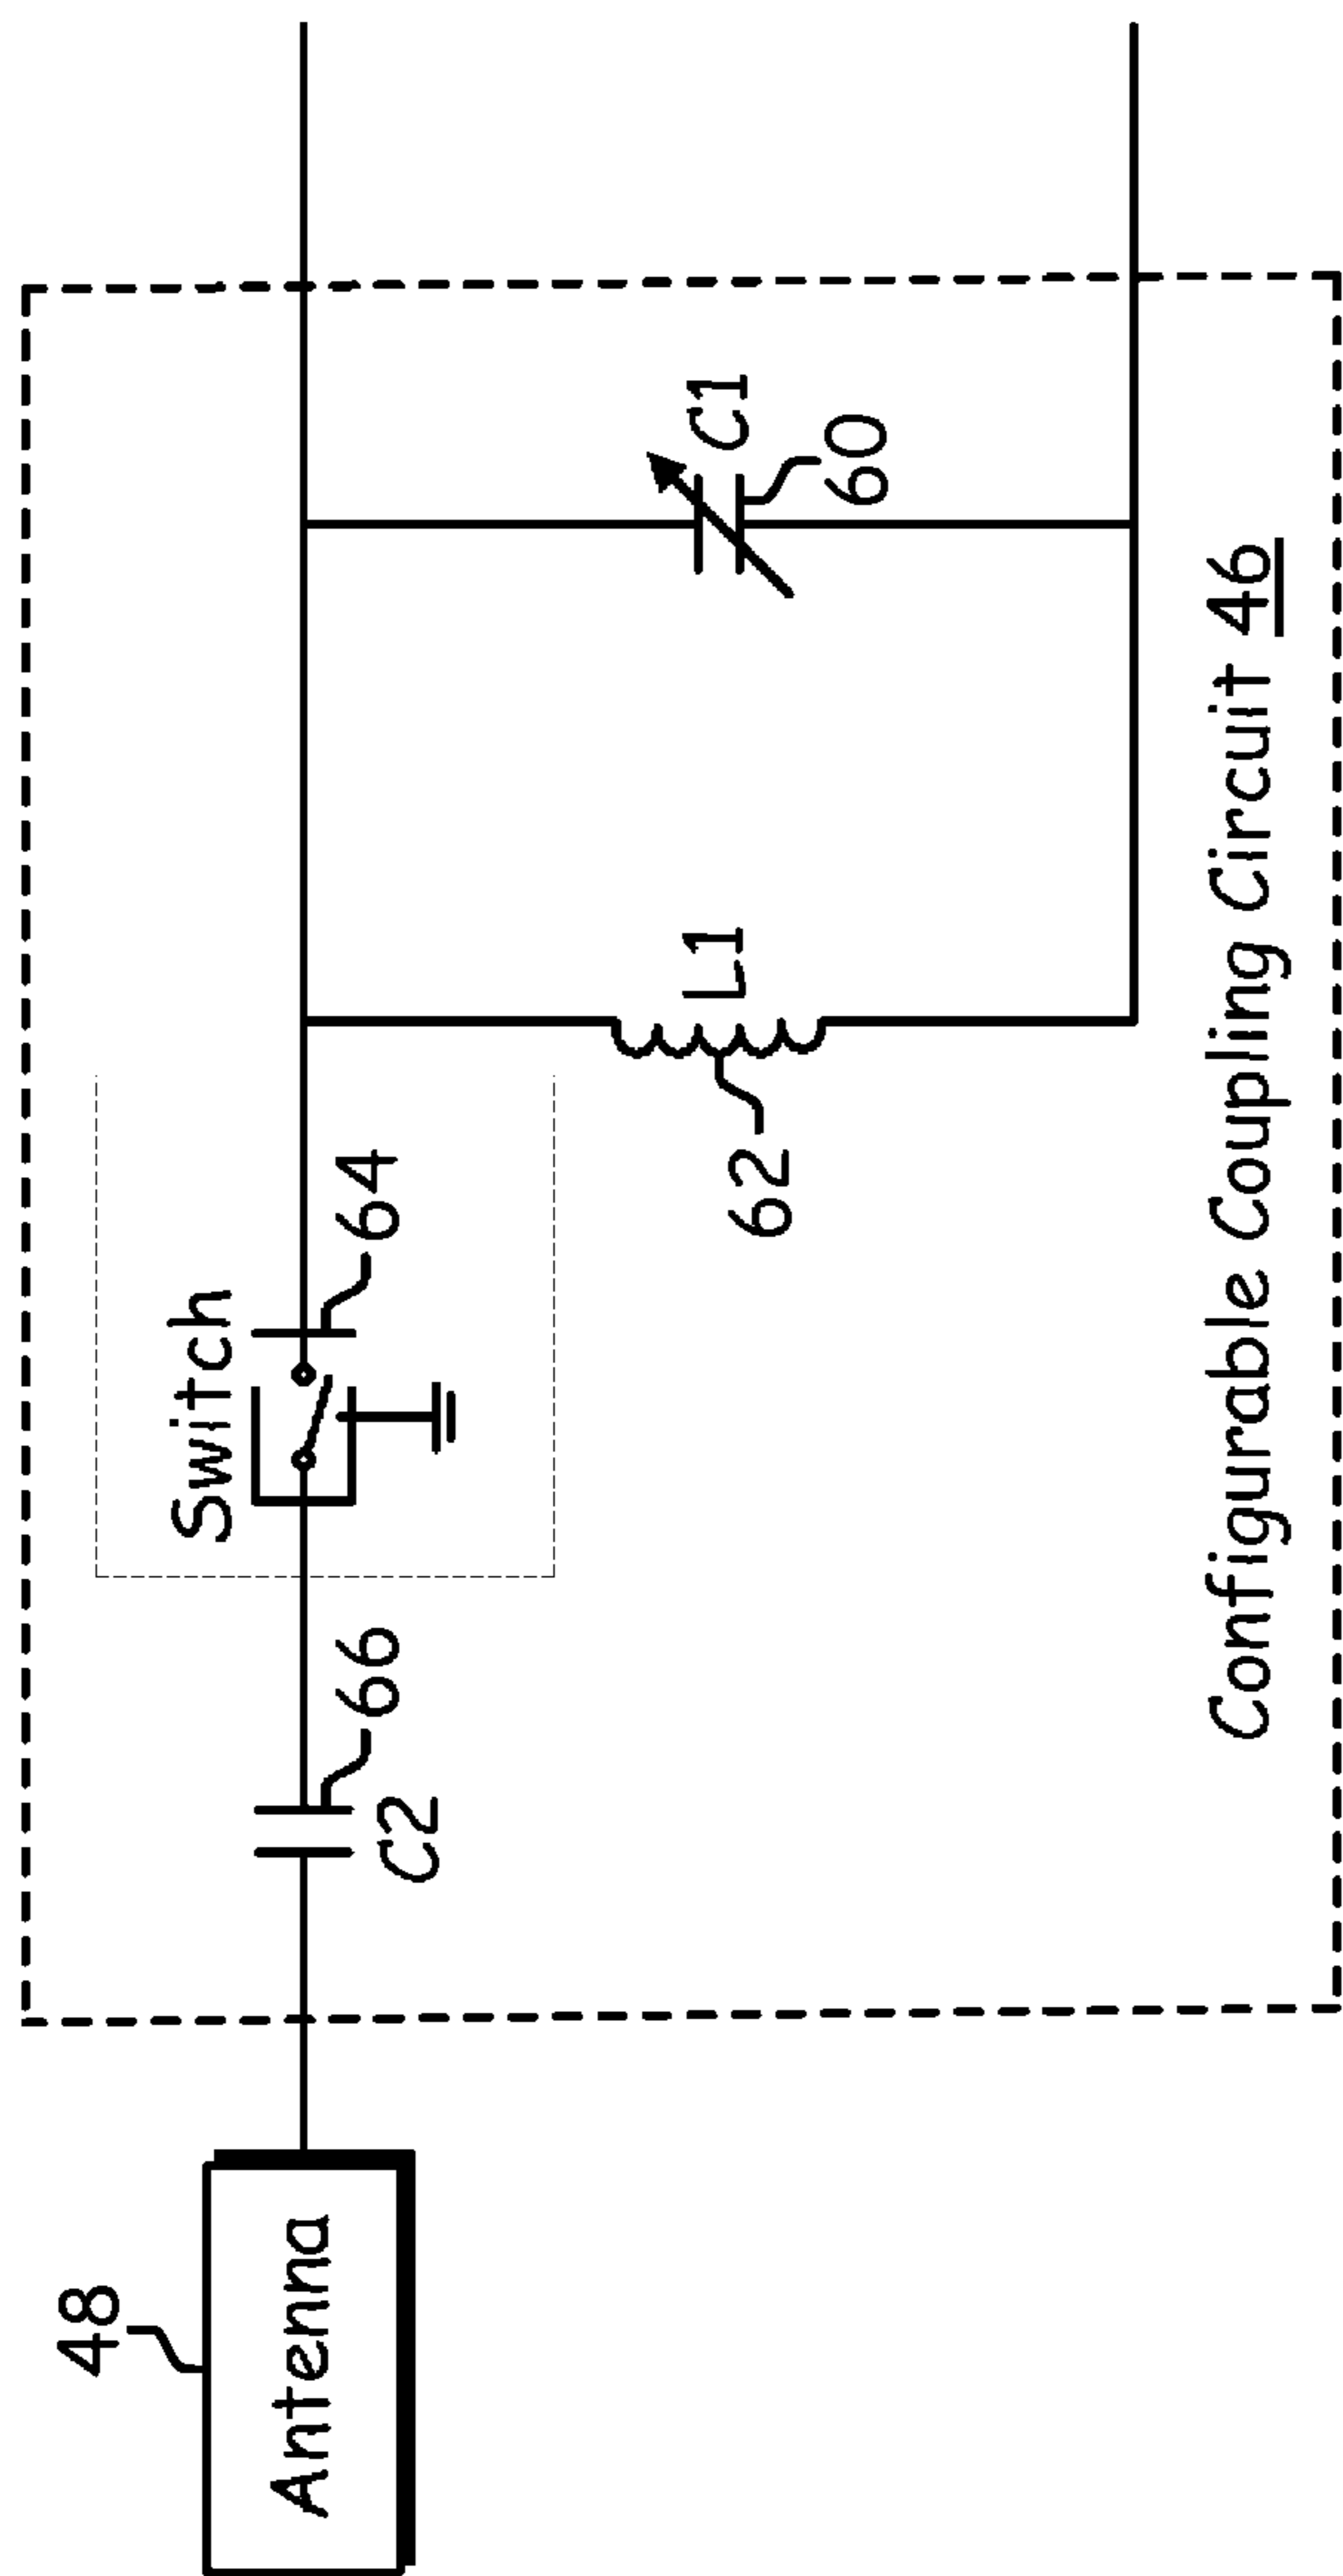 48
Antenna
C2
66
Switch
64
62
L1
C1
60
Configurable Coupling Circuit 46